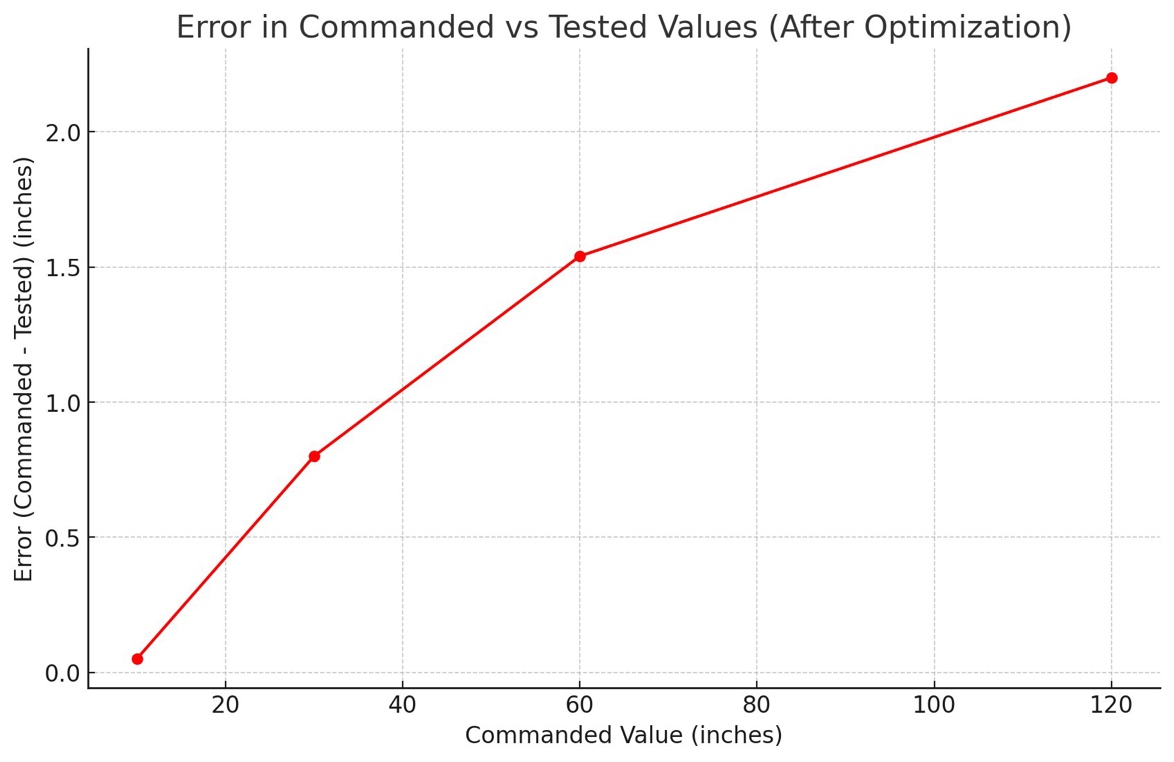 Error in Commanded vs Tested Values (After Optimization)
Error (Commanded - Tested) (inches)
2.0
1.5
1.0
0.5
0.0
20 40 60 80 100 120
Commanded Value (inches)